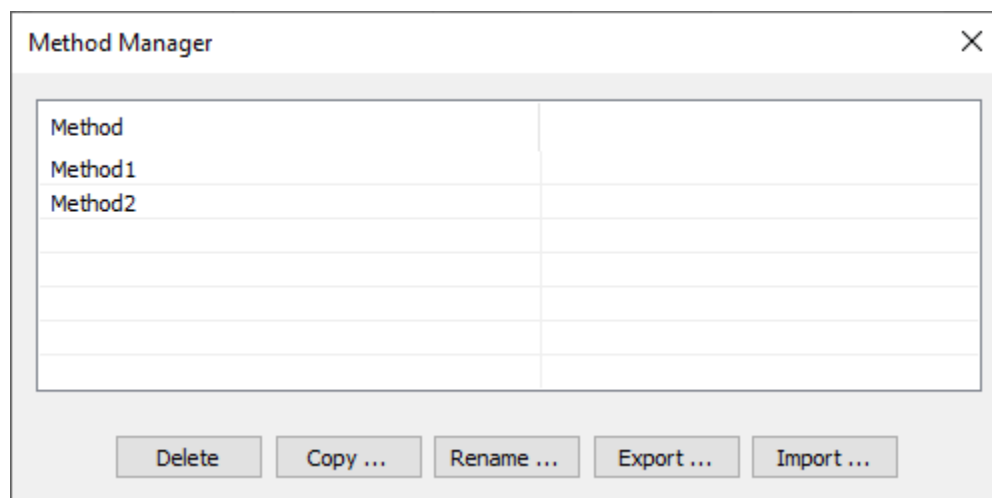 Method Manager
Method
Method1
Method2
Delete Copy ... Rename ... Export ... Import ...